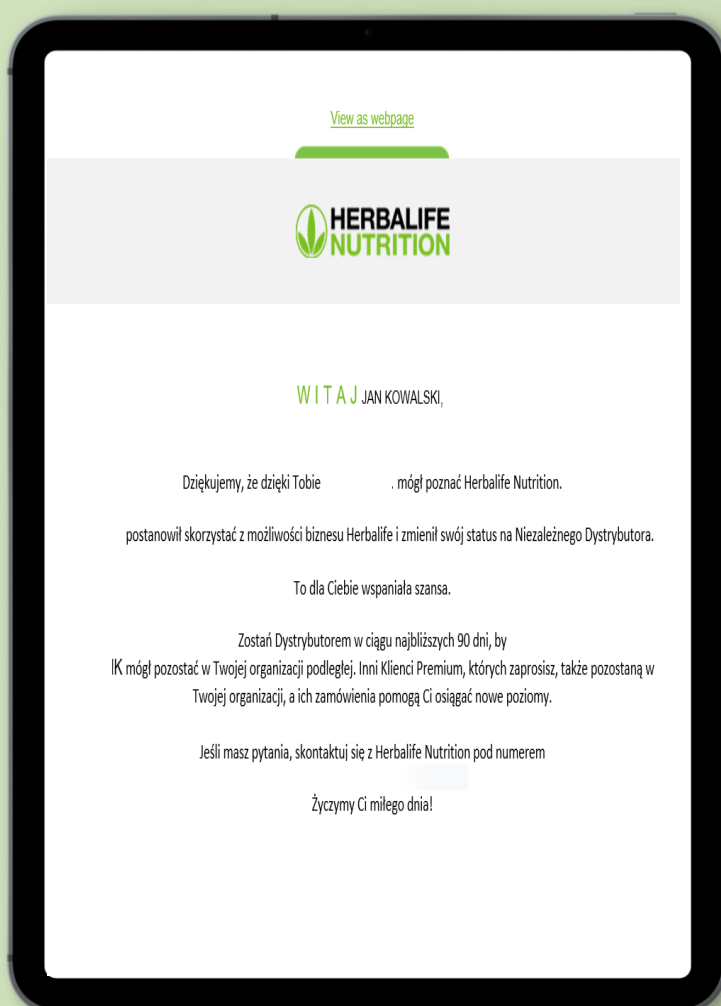 View as webpage
HERBALIFE
NUTRITION
WITAJ JAN KOWALSKI,
Dziękujemy, że dzięki Tobie . mógł poznać Herbalife Nutrition.
postanowił skorzystać z możliwości biznesu Herbalife i zmienił swój status na Niezależnego Dystrybutora.
To dla Ciebie wspaniała szansa.
Zostań Dystrybutorem w ciągu najbliższych 90 dni, by
K mógł pozostać w Twojej organizacji podległej. Inni Klienci Premium, których zaprosisz, także pozostaną w
Twojej organizacji, a ich zamówienia pomogą Ci osiągać nowe poziomy.
Jeśli masz pytania, skontaktuj się z Herbalife Nutrition pod numerem
Życzymy Ci miłego dnia!